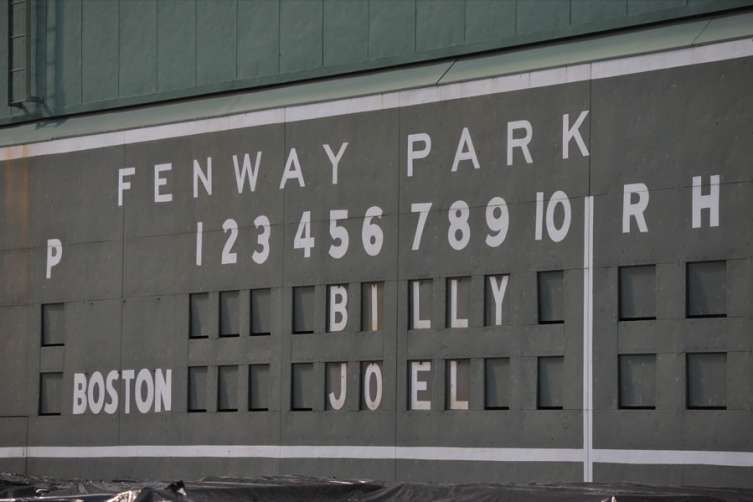 FENWAY PARK
P 1 2 3 4 5 6 7 8 9 10 R H
BILLY
BOSTON JOEL